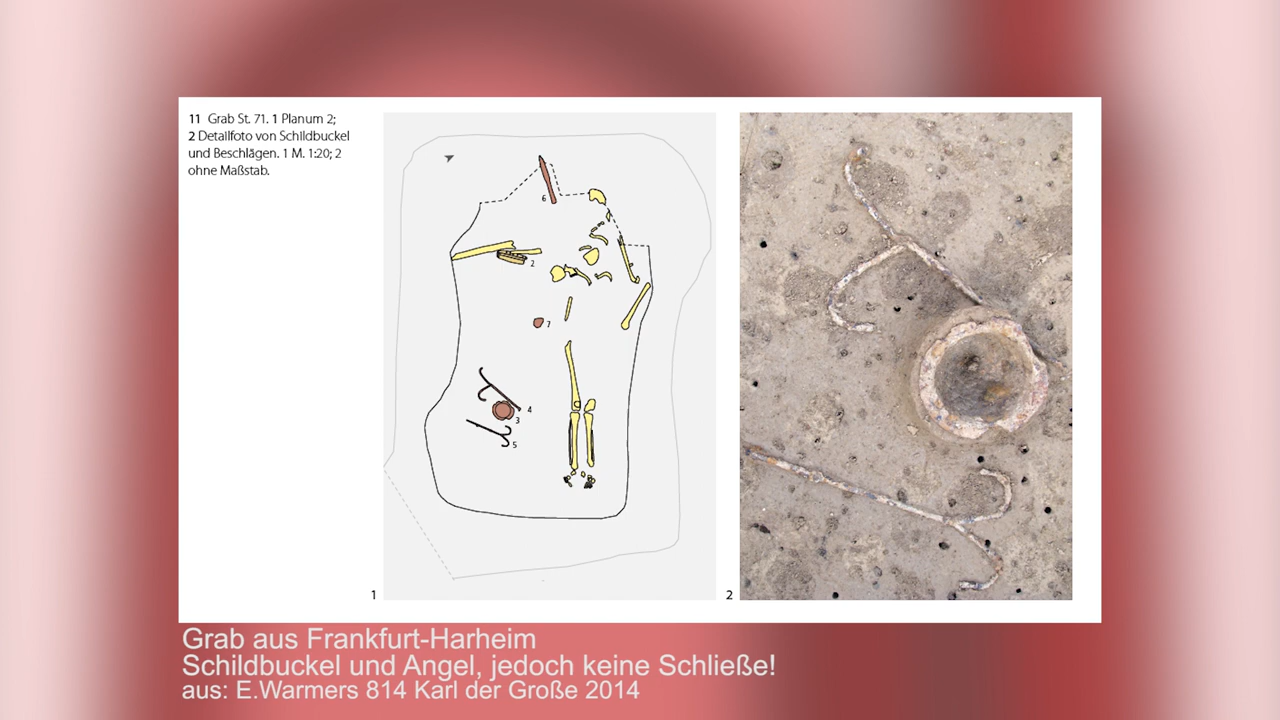 11 Grab St. 71. 1 Planum 2;
2 Detailfoto von Schildbuckel
und Beschlägen. 1 M. 1:20; 2
ohne Maßstab.
6
2
7
4
3
5
1
2
Grab aus Frankfurt-Harheim
Schildbuckel und Angel, jedoch keine Schließe!
aus: E.Warmers 814 Karl der Große 2014